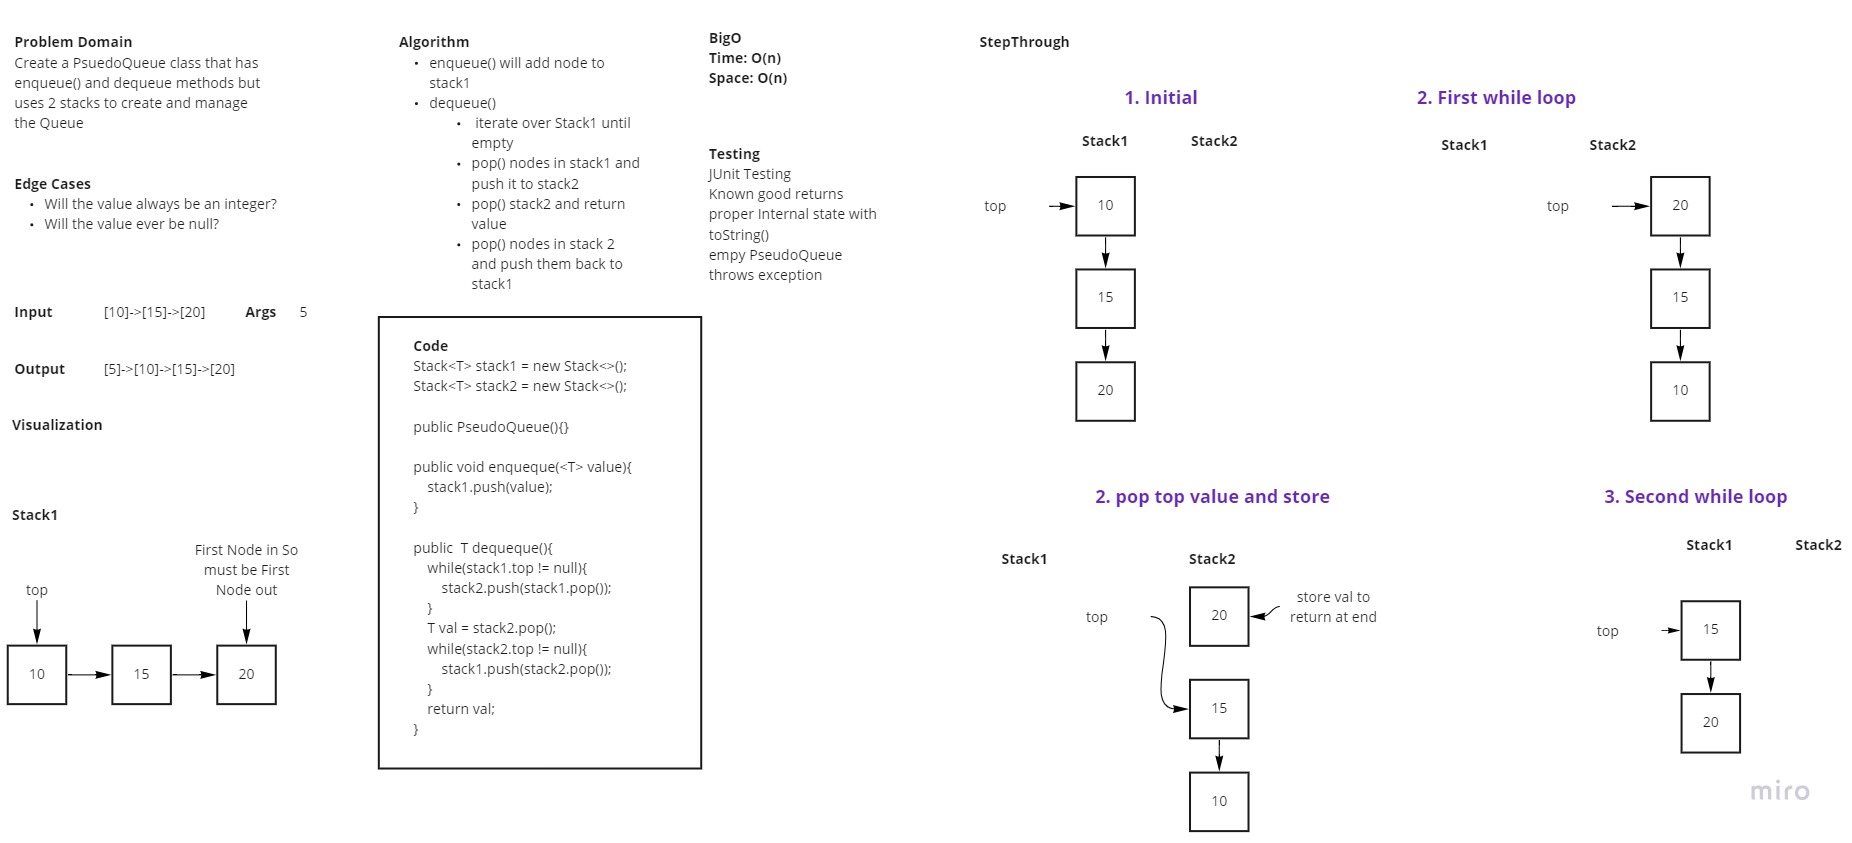 Problem Domain
Create a PsuedoQueue class that has
enqueue() and dequeue methods but
uses 2 stacks to create and manage
the Queue
Edge Cases
• Will the value always be an integer?
• Will the value ever be null?
Input [10]->[15]->[20] Args 5
Output [5]->[10]->[15]->[20]
Visualization
Stack1
First Node in So
must be First
Node out
top
10 15 20
Algorithm
• enqueue() will add node to
stack1
• dequeue()
• iterate over Stack1 until
empty
• pop() nodes in stack1 and
push it to stack2
• pop() stack2 and return
value
• pop() nodes in stack 2
and push them back to
stack1
Code
Stack<T> stack1 = new Stack<>();
Stack<T> stack2 = new Stack<>();
public PseudoQueue(){}
public void enqueque(<T> value){
stack1.push(value);
}
public  T dequeque(){
while(stack1.top != null){
stack2.push(stack1.pop());
}
T val = stack2.pop();
while(stack2.top != null){
stack1.push(stack2.pop());
}
return val;
}
BigO
Time: O(n)
Space: O(n)
Testing
JUnit Testing
Known good returns
proper Internal state with
toString()
empy PseudoQueue
throws exception
StepThrough
1. Initial
Stack1 Stack2
top 10
15
20
2. First while loop
Stack1 Stack2
top 20
15
10
2. pop top value and store
Stack1 Stack2
20
store val to
return at end
top
15
10
3. Second while loop
Stack1 Stack2
top 15
20
miro